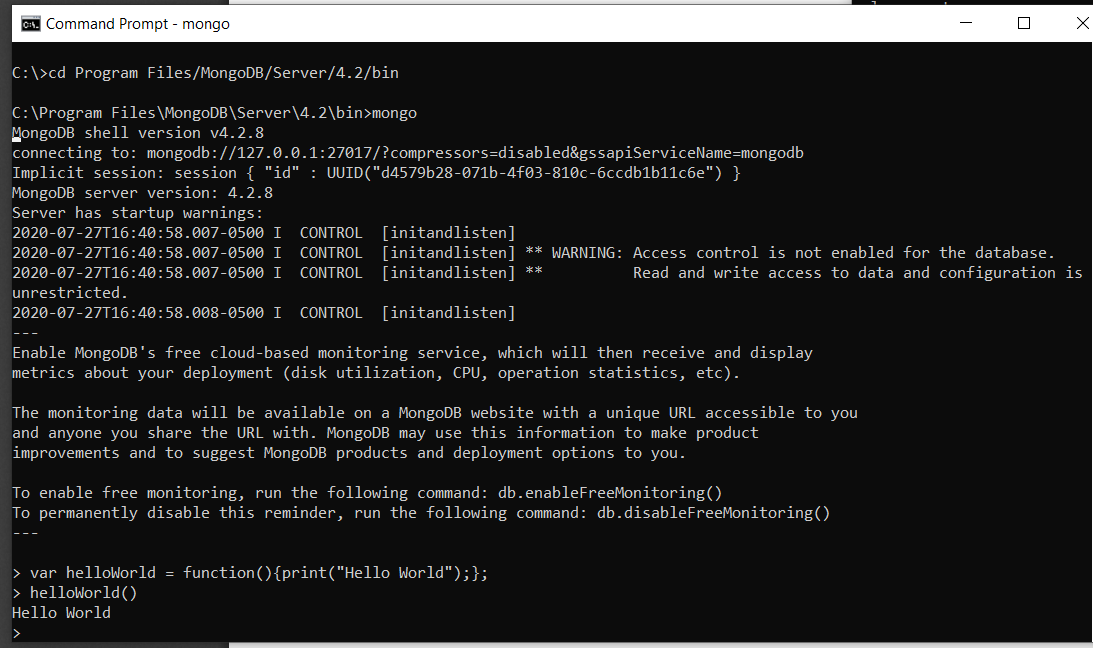 Command Prompt - mongo
C:\>cd Program Files/MongoDB/Server/4.2/bin
C:\Program Files\MongoDB\Server\4.2\bin>mongo
MongoDB shell version v4.2.8
connecting to: mongodb://127.0.0.1:27017/?compressors=disabled&gssapiServiceName=mongodb
Implicit session: session { "id" : UUID("d4579b28-071b-4f03-810c-6ccdb1b11c6e") }
MongoDB server version: 4.2.8
Server has startup warnings:
2020-07-27T16:40:58.007-0500 I  CONTROL  [initandlisten]
2020-07-27T16:40:58.007-0500 I  CONTROL  [initandlisten] ** WARNING: Access control is not enabled for the database.
2020-07-27T16:40:58.007-0500 I  CONTROL  [initandlisten] **          Read and write access to data and configuration is
unrestricted.
2020-07-27T16:40:58.008-0500 I  CONTROL  [initandlisten]
---
Enable MongoDB's free cloud-based monitoring service, which will then receive and display
metrics about your deployment (disk utilization, CPU, operation statistics, etc).
The monitoring data will be available on a MongoDB website with a unique URL accessible to you
and anyone you share the URL with. MongoDB may use this information to make product
improvements and to suggest MongoDB products and deployment options to you.
To enable free monitoring, run the following command: db.enableFreeMonitoring()
To permanently disable this reminder, run the following command: db.disableFreeMonitoring()
---
> var helloWorld = function(){print("Hello World");};
> helloWorld()
Hello World
>